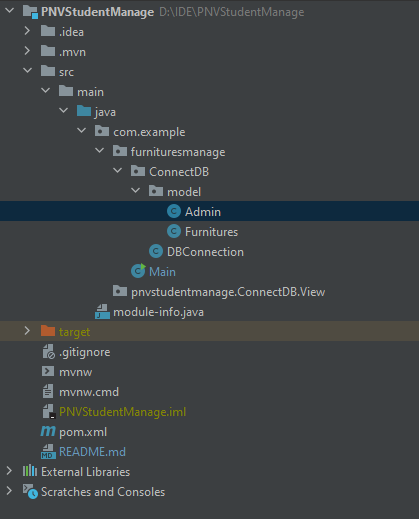 PNVStudentManage D:\IDE\PNVStudentManage
.idea
.mvn
src
main
java
com.example
furnituresmanage
ConnectDB
model
C Admin
C Furnitures
C DBConnection
C Main
pnvstudentmanage.ConnectDB.View
module-info.java
target
.gitignore
mvnw
mvnw.cmd
PNVStudentManage.iml
m pom.xml
README.md
External Libraries
Scratches and Consoles